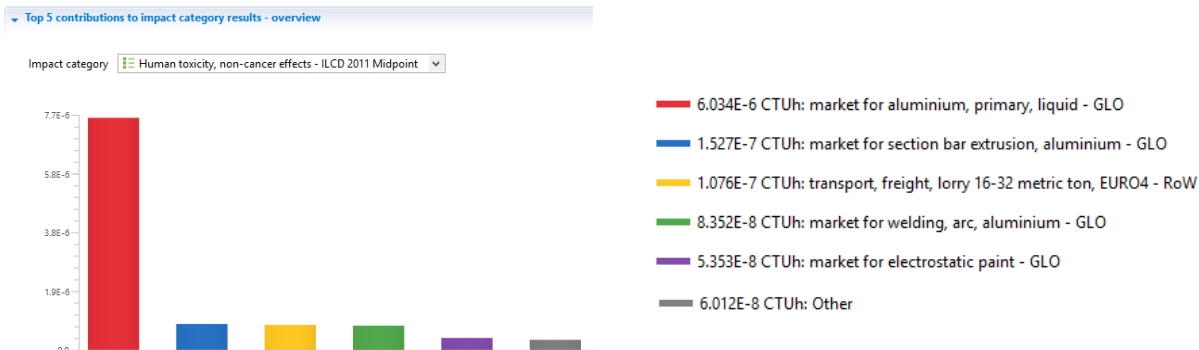 Top 5 contributions to impact category results - overview
Impact category Human toxicity, non-cancer effects - ILCD 2011 Midpoint
7.7E-6
5.8E-6
3.8E-6
1.9E-6
0.0
6.034E-6 CTUh: market for aluminium, primary, liquid - GLO
1.527E-7 CTUh: market for section bar extrusion, aluminium - GLO
1.076E-7 CTUh: transport, freight, lorry 16-32 metric ton, EURO4 - RoW
8.352E-8 CTUh: market for welding, arc, aluminium - GLO
5.353E-8 CTUh: market for electrostatic paint - GLO
6.012E-8 CTUh: Other